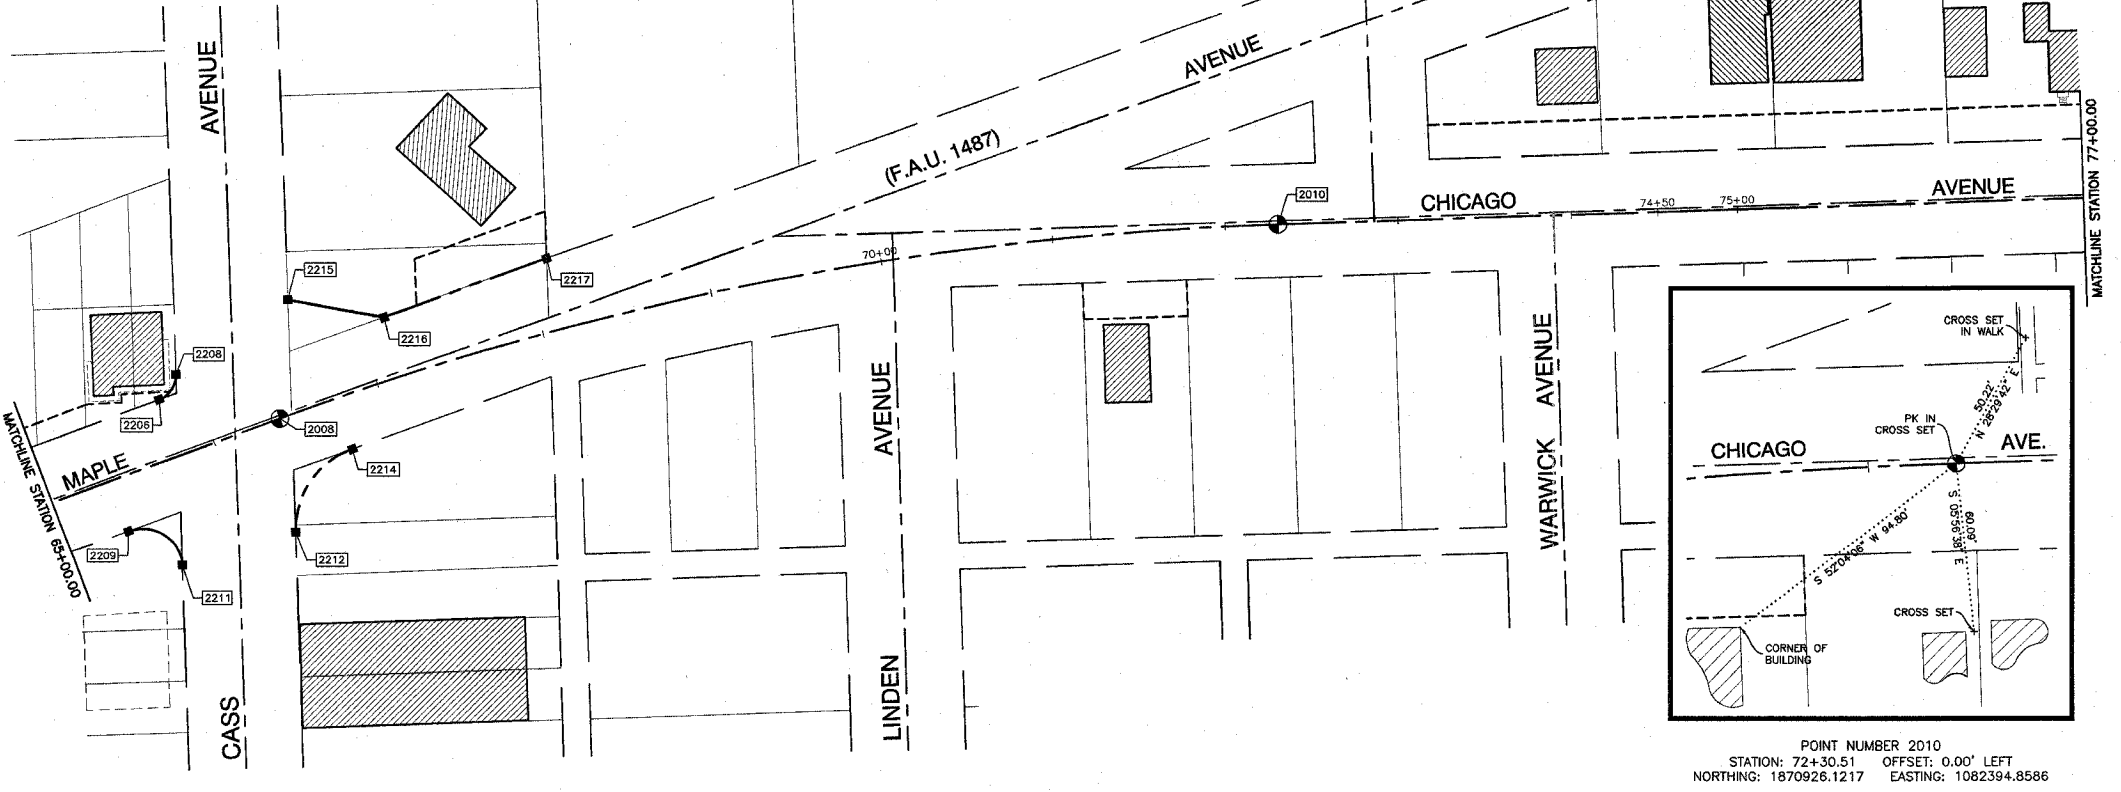 AVENUE
AVENUE
(F.A.U. 1487)
2010
CHICAGO
74+50
75+00
AVENUE
MATCHLINE STATION 77+00.00
70+00
2215
2217
2216
2208
2206
2008
MAPLE
MATCHLINE STATION 65+00.00
2214
2209
2212
2211
CASS
AVENUE
LINDEN
WARWICK AVENUE
CROSS SET
IN WALK
50.22'
N 28°29'42" E
PK IN
CROSS SET
CHICAGO
AVE.
S 52°04'06" W 94.80'
60.09'
S 05°56'38" E
CROSS SET
CORNER OF
BUILDING
POINT NUMBER 2010
STATION: 72+30.51 OFFSET: 0.00' LEFT
NORTHING: 1870926.1217 EASTING: 1082394.8586